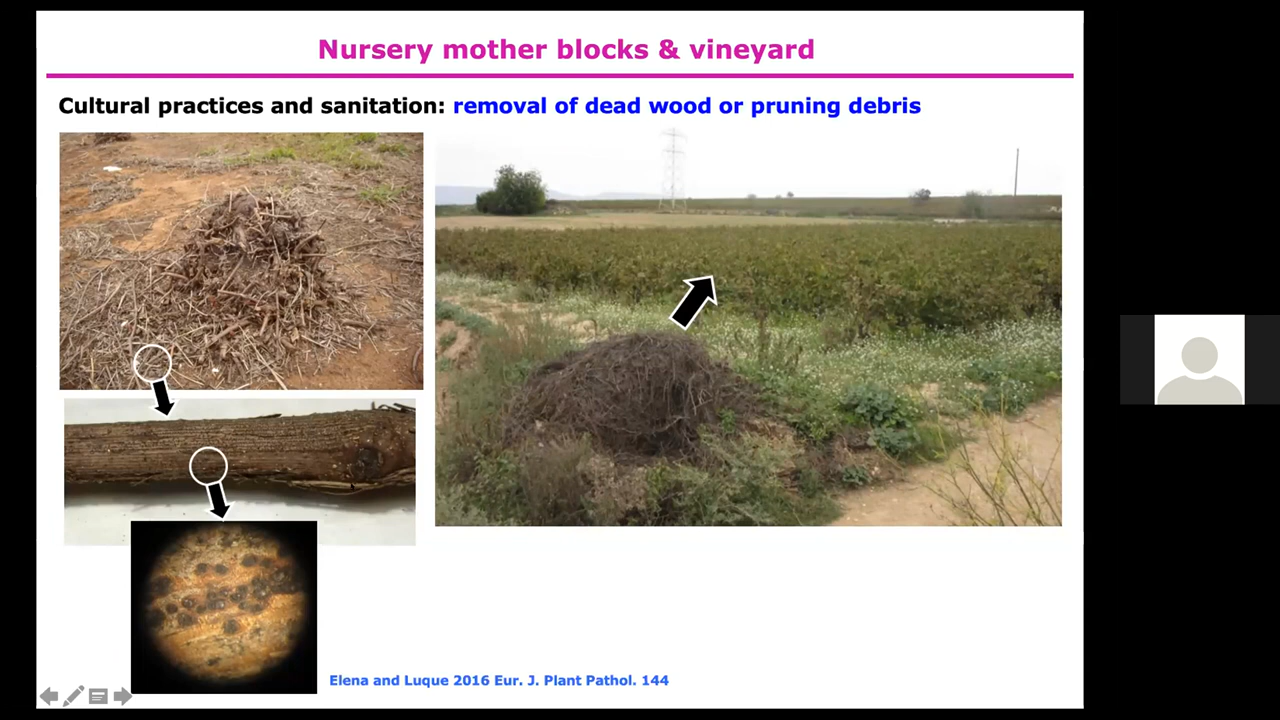 Nursery mother blocks & vineyard
Cultural practices and sanitation: removal of dead wood or pruning debris
Elena and Luque 2016 Eur. J. Plant Pathol. 144